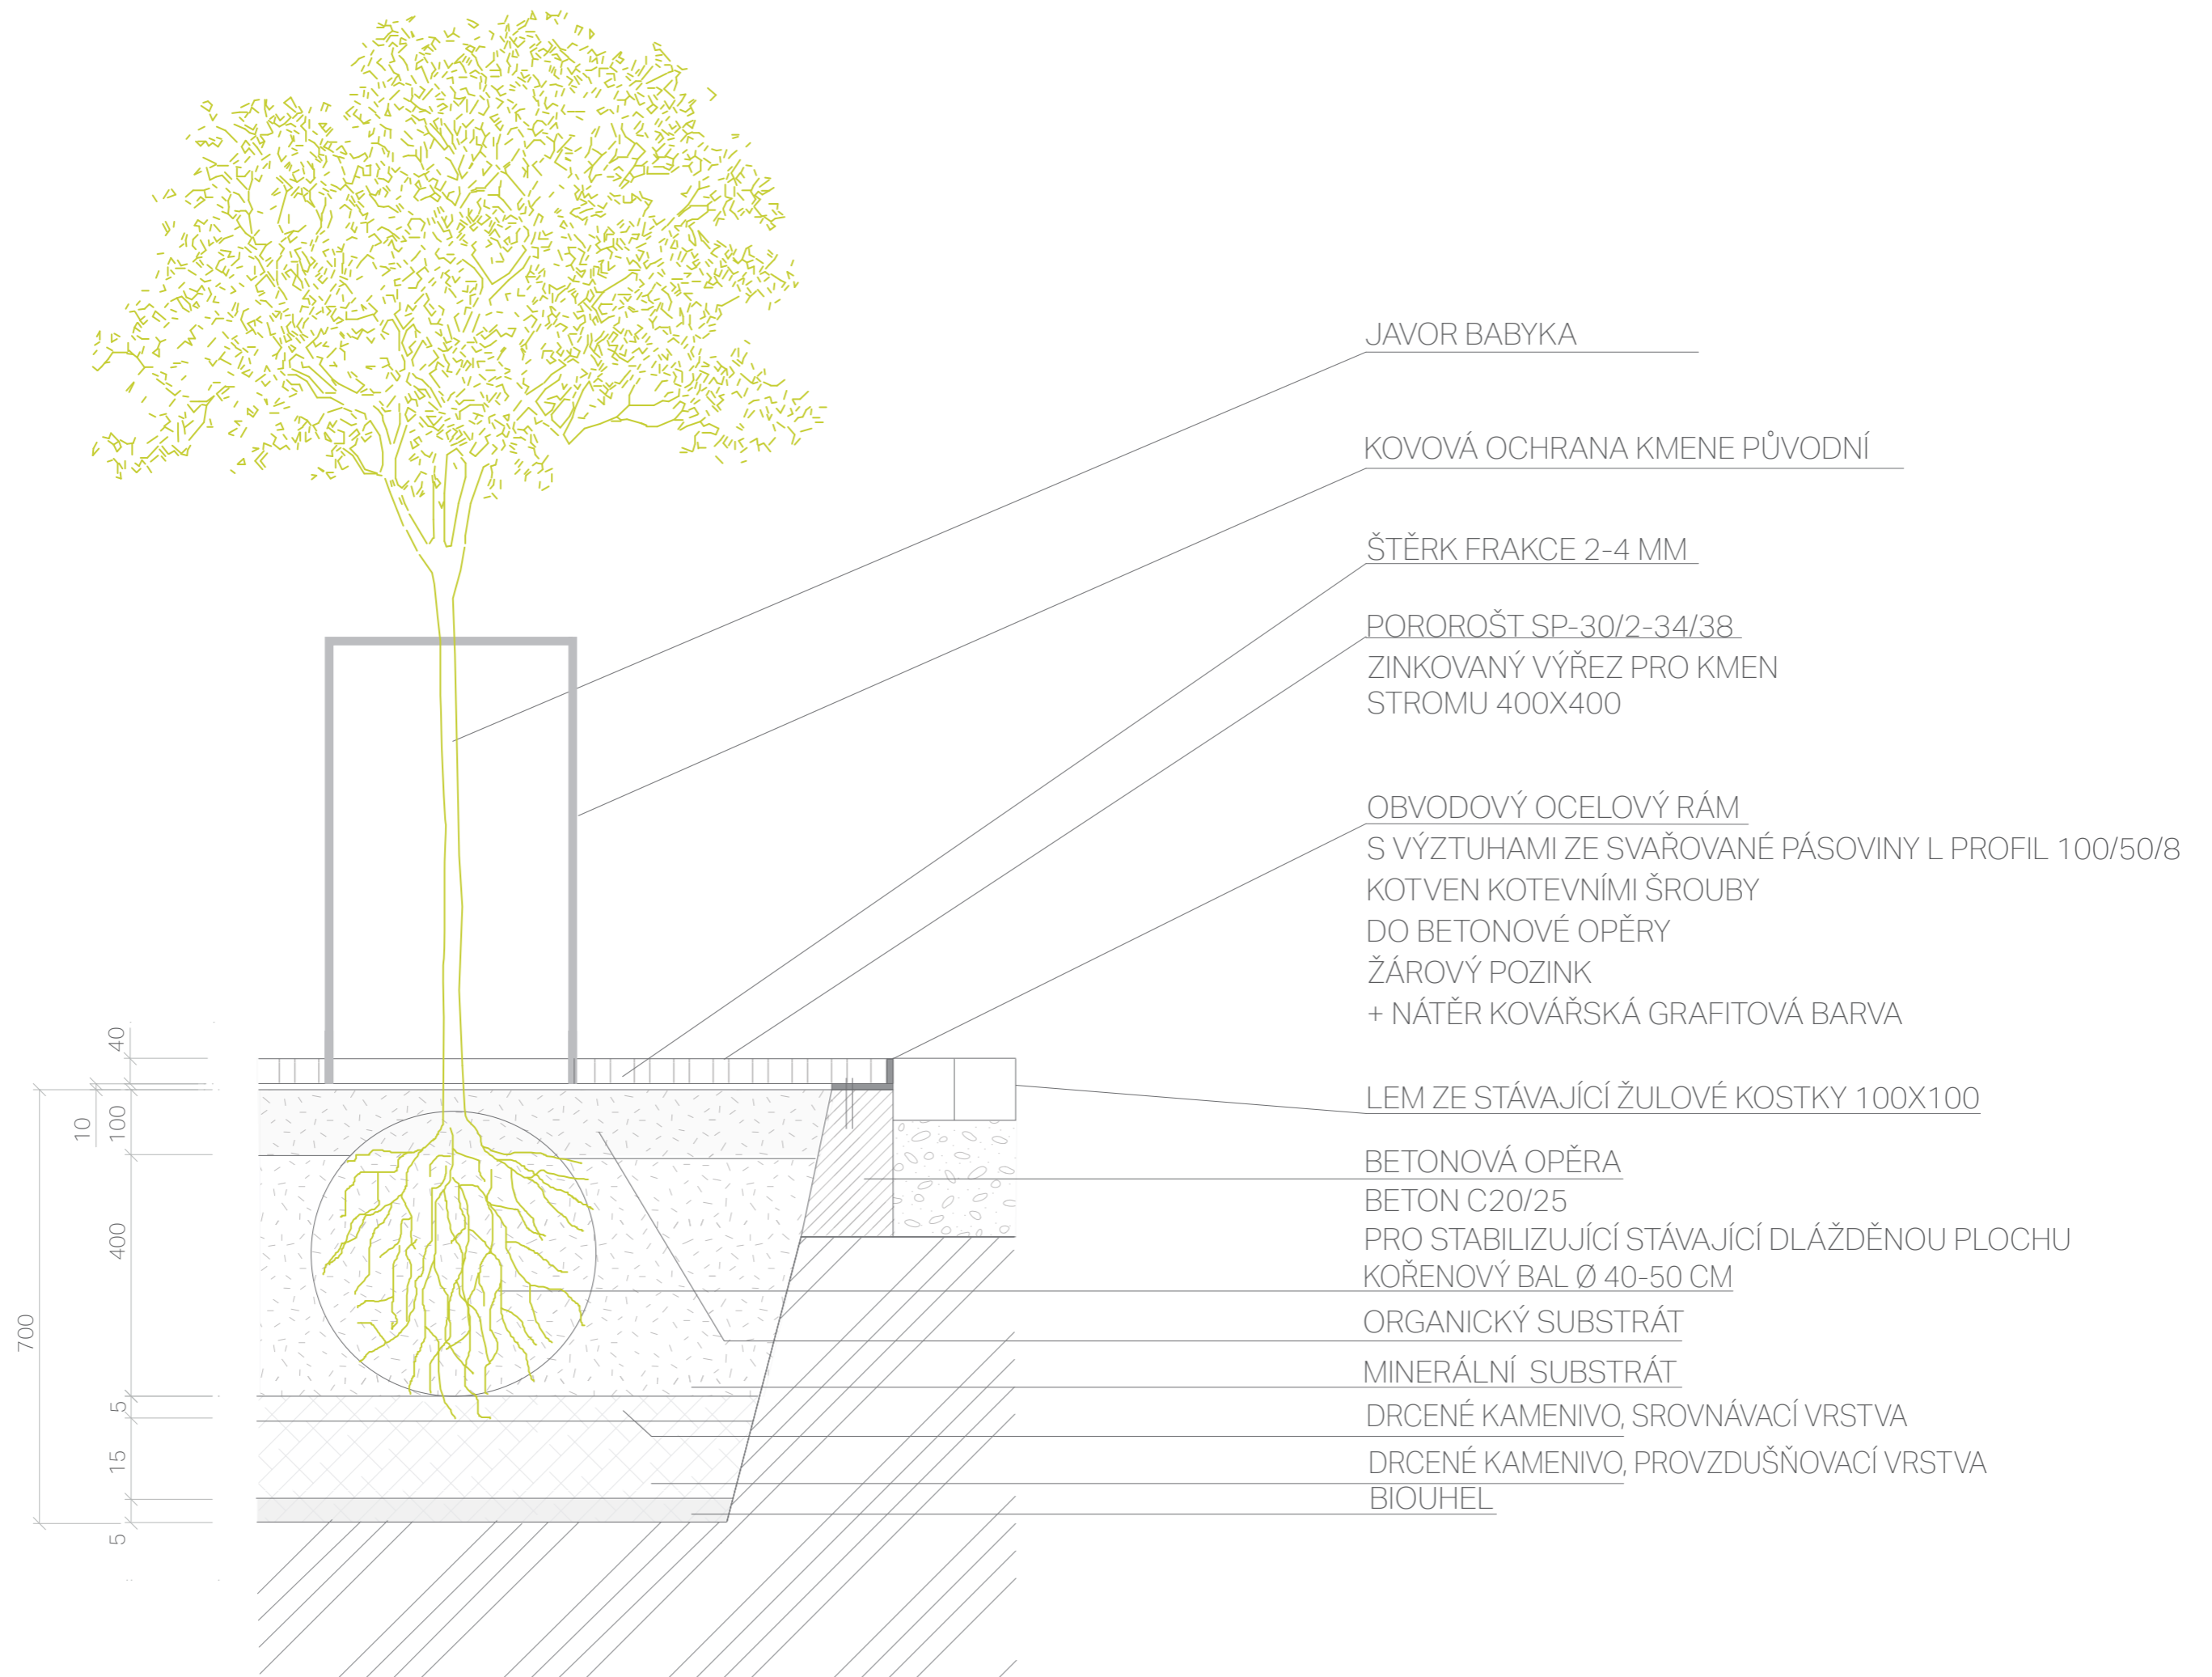 JAVOR BABYKA
KOVOVÁ OCHRANA KMENE PŮVODNÍ
ŠTĚRK FRAKCE 2-4 MM
POROROŠT SP-30/2-34/38
ZINKOVANÝ VÝŘEZ PRO KMEN
STROMU 400X400
OBVODOVÝ OCELOVÝ RÁM
S VÝZTUHAMI ZE SVAŘOVANÉ PÁSOVINY L PROFIL 100/50/8
KOTVEN KOTEVNÍMI ŠROUBY
DO BETONOVÉ OPĚRY
ŽÁROVÝ POZINK
+ NÁTĚR KOVÁŘSKÁ GRAFITOVÁ BARVA
LEM ZE STÁVAJÍCÍ ŽULOVÉ KOSTKY 100X100
BETONOVÁ OPĚRA
BETON C20/25
PRO STABILIZUJÍCÍ STÁVAJÍCÍ DLÁŽDĚNOU PLOCHU
KOŘENOVÝ BAL Ø 40-50 CM
ORGANICKÝ SUBSTRÁT
MINERÁLNÍ SUBSTRÁT
DRCENÉ KAMENIVO, SROVNÁVACÍ VRSTVA
DRCENÉ KAMENIVO, PROVZDUŠŇOVACÍ VRSTVA
BIOUHEL
40
10
100
400
700
5
15
5